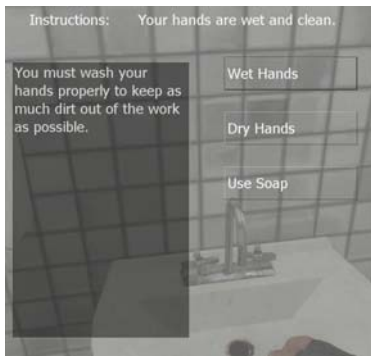 Instructions: Your hands are wet and clean.
You must wash your
hands properly to keep as
much dirt out of the work
as possible.
Wet Hands
Dry Hands
Use Soap